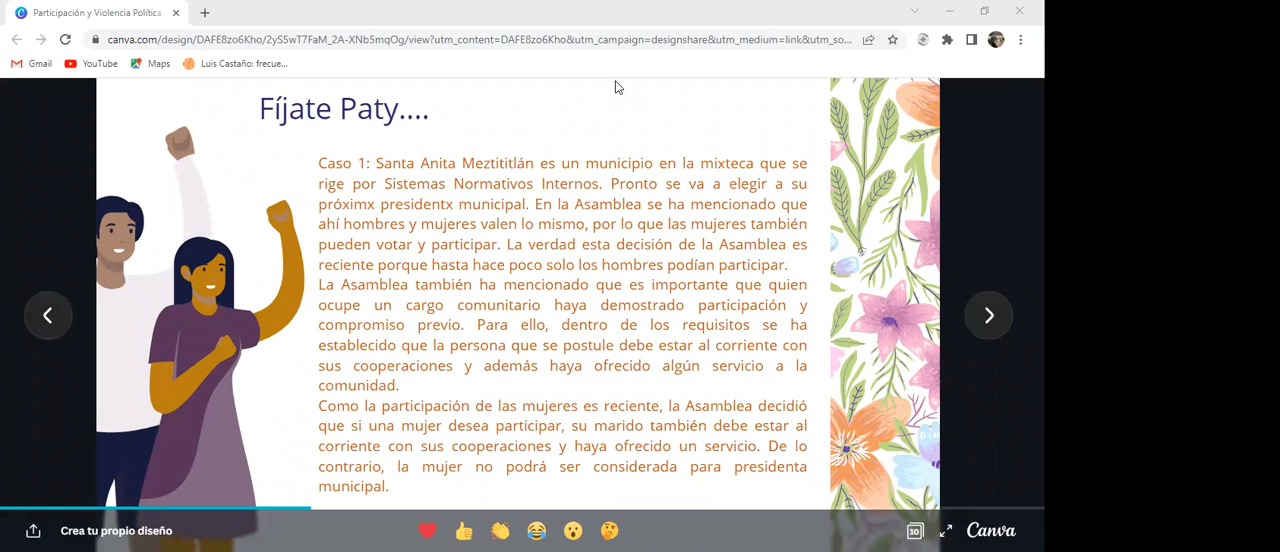 Participación y Violencia Política
canva.com/design/DAFE8zo6Kho/2yS5wT7FaM_2A-XNb5mqOg/view?utm_content=DAFE8zo6Kho&utm_campaign=designshare&utm_medium=link&utm_so...
Gmail YouTube Maps Luis Castaño: frecue...
Fíjate Paty....
Caso 1: Santa Anita Meztititlán es un municipio en la mixteca que se
rige por Sistemas Normativos Internos. Pronto se va a elegir a su
próximx presidentx municipal. En la Asamblea se ha mencionado que
ahí hombres y mujeres valen lo mismo, por lo que las mujeres también
pueden votar y participar. La verdad esta decisión de la Asamblea es
reciente porque hasta hace poco solo los hombres podían participar.
La Asamblea también ha mencionado que es importante que quien
ocupe un cargo comunitario haya demostrado participación y
compromiso previo. Para ello, dentro de los requisitos se ha
establecido que la persona que se postule debe estar al corriente con
sus cooperaciones y además haya ofrecido algún servicio a la
comunidad.
Como la participación de las mujeres es reciente, la Asamblea decidió
que si una mujer desea participar, su marido también debe estar al
corriente con sus cooperaciones y haya ofrecido un servicio. De lo
contrario, la mujer no podrá ser considerada para presidenta
municipal.
Crea tu propio diseño
10
Canva